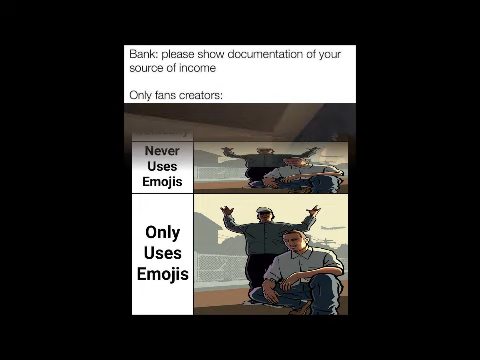 Bank: please show documentation of your
source of income
Only fans creators:
Never
Uses
Emojis
Only
Uses
Emojis